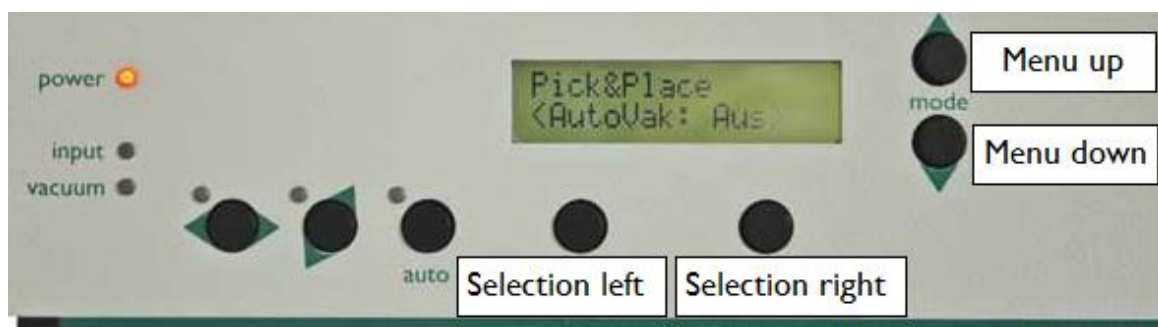 power
input
vacuum
auto
Pick&Place
<AutoVak: Aus>
mode
Menu up
Menu down
Selection left
Selection right